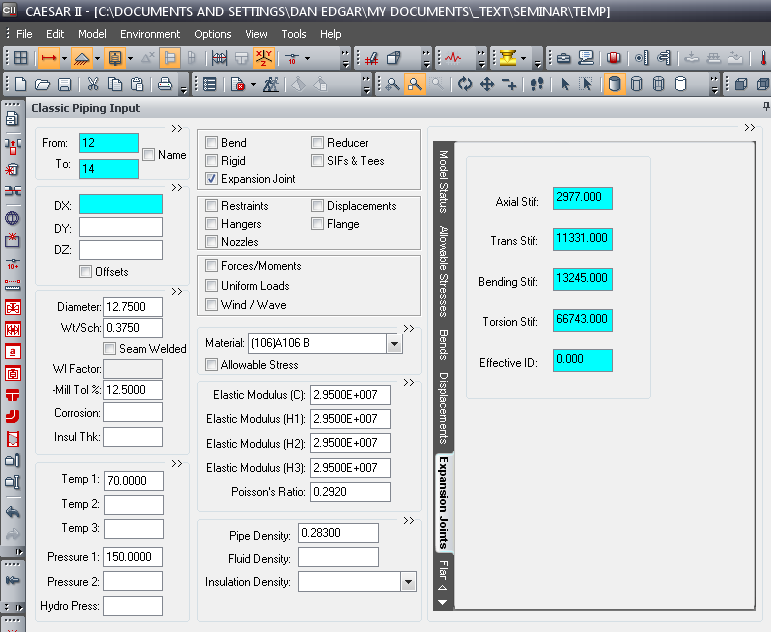 CAESAR II - [C:\DOCUMENTS AND SETTINGS\DAN EDGAR\MY DOCUMENTS\_TEXT\SEMINAR\TEMP]
File Edit Model Environment Options View Tools Help
Classic Piping Input
From: 12
To: 14
Name
DX:
DY:
DZ:
Offsets
Diameter: 12.7500
Wt/Sch: 0.3750
Seam Welded
Wl Factor:
-Mill Tol %: 12.5000
Corrosion:
Insul Thk:
Temp 1: 70.0000
Temp 2:
Temp 3:
Pressure 1: 150.0000
Pressure 2:
Hydro Press:
Bend Reducer
Rigid SIFs & Tees
Expansion Joint
Restraints Displacements
Hangers Flange
Nozzles
Forces/Moments
Uniform Loads
Wind / Wave
Material: (106)A106 B
Allowable Stress
Elastic Modulus (C): 2.9500E+007
Elastic Modulus (H1): 2.9500E+007
Elastic Modulus (H2): 2.9500E+007
Elastic Modulus (H3): 2.9500E+007
Poisson's Ratio: 0.2920
Pipe Density: 0.28300
Fluid Density:
Insulation Density:
Model Status
Allowable Stresses
Bends
Displacements
Expansion Joints
Flar
Axial Stif: 2977.000
Trans Stif: 11331.000
Bending Stif: 13245.000
Torsion Stif: 66743.000
Effective ID: 0.000